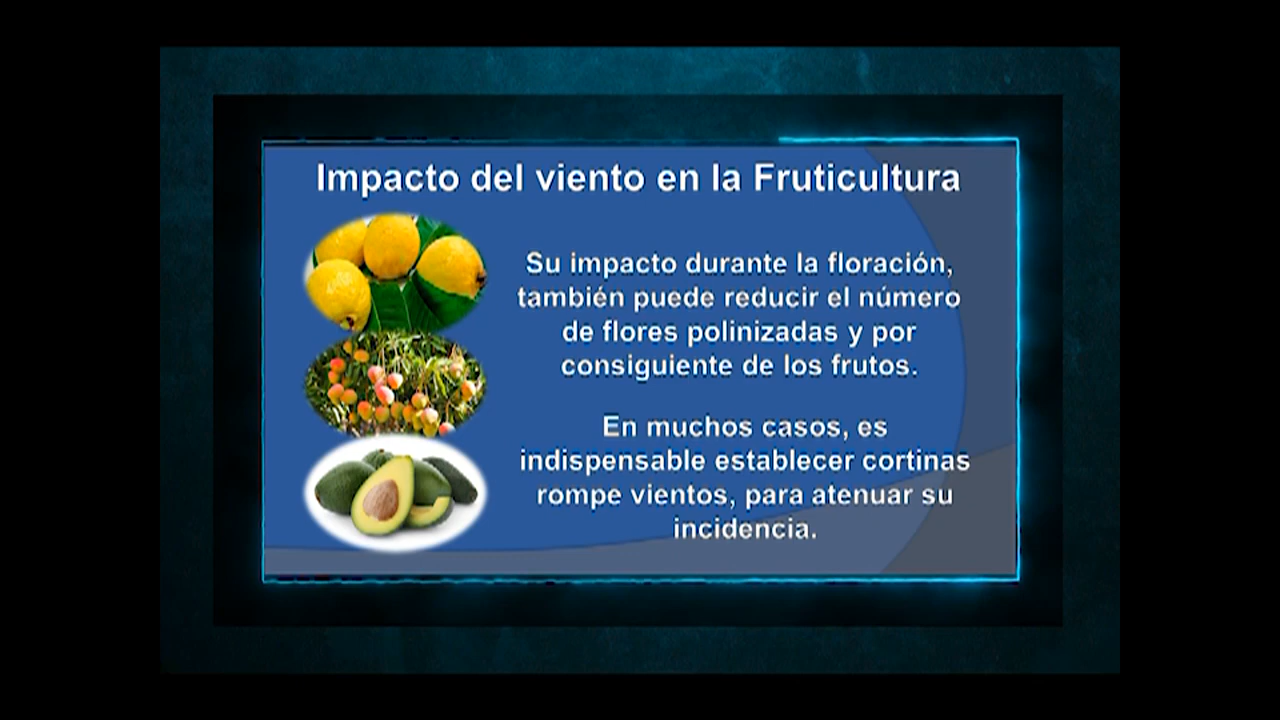 Impacto del viento en la Fruticultura
Su impacto durante la floración,
también puede reducir el número
de flores polinizadas y por
consiguiente de los frutos.
En muchos casos, es
indispensable establecer cortinas
rompe vientos, para atenuar su
incidencia.